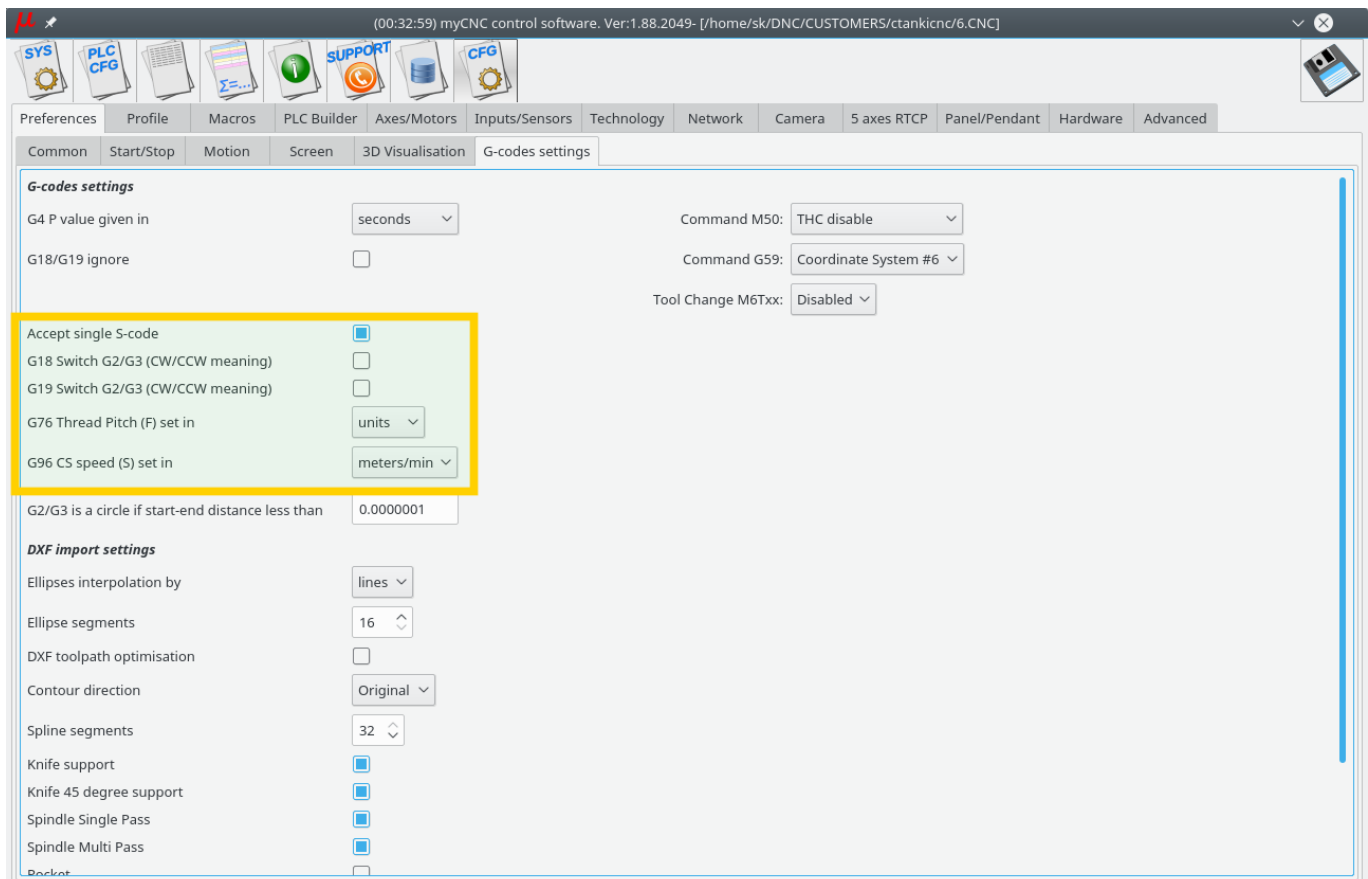 (00:32:59) myCNC control software. Ver:1.88.2049- [/home/sk/DNC/CUSTOMERS/ctankicnc/6.CNC]
SYS PLC CFG Σ=... i SUPPORT CFG
Preferences Profile Macros PLC Builder Axes/Motors Inputs/Sensors Technology Network Camera 5 axes RTCP Panel/Pendant Hardware Advanced
Common Start/Stop Motion Screen 3D Visualisation G-codes settings
G-codes settings
G4 P value given in seconds Command M50: THC disable
G18/G19 ignore Command G59: Coordinate System #6
Tool Change M6Txx: Disabled
Accept single S-code
G18 Switch G2/G3 (CW/CCW meaning)
G19 Switch G2/G3 (CW/CCW meaning)
G76 Thread Pitch (F) set in units
G96 CS speed (S) set in meters/min
G2/G3 is a circle if start-end distance less than 0.0000001
DXF import settings
Ellipses interpolation by lines
Ellipse segments 16
DXF toolpath optimisation
Contour direction Original
Spline segments 32
Knife support
Knife 45 degree support
Spindle Single Pass
Spindle Multi Pass
Pocket